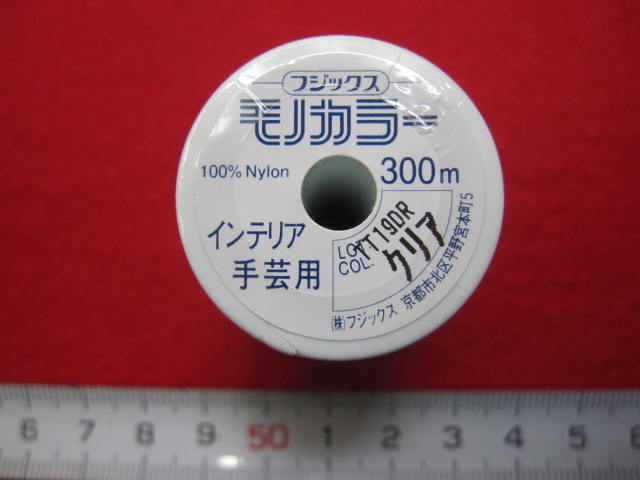 フジックス
モノカラー
100% Nylon
300m
インテリア
手芸用
LOT. YT19DR
COL. クリア
(株)フジックス 京都市北区平野宮本町5
6 7 8 9 50 1 2 3 4 5 6